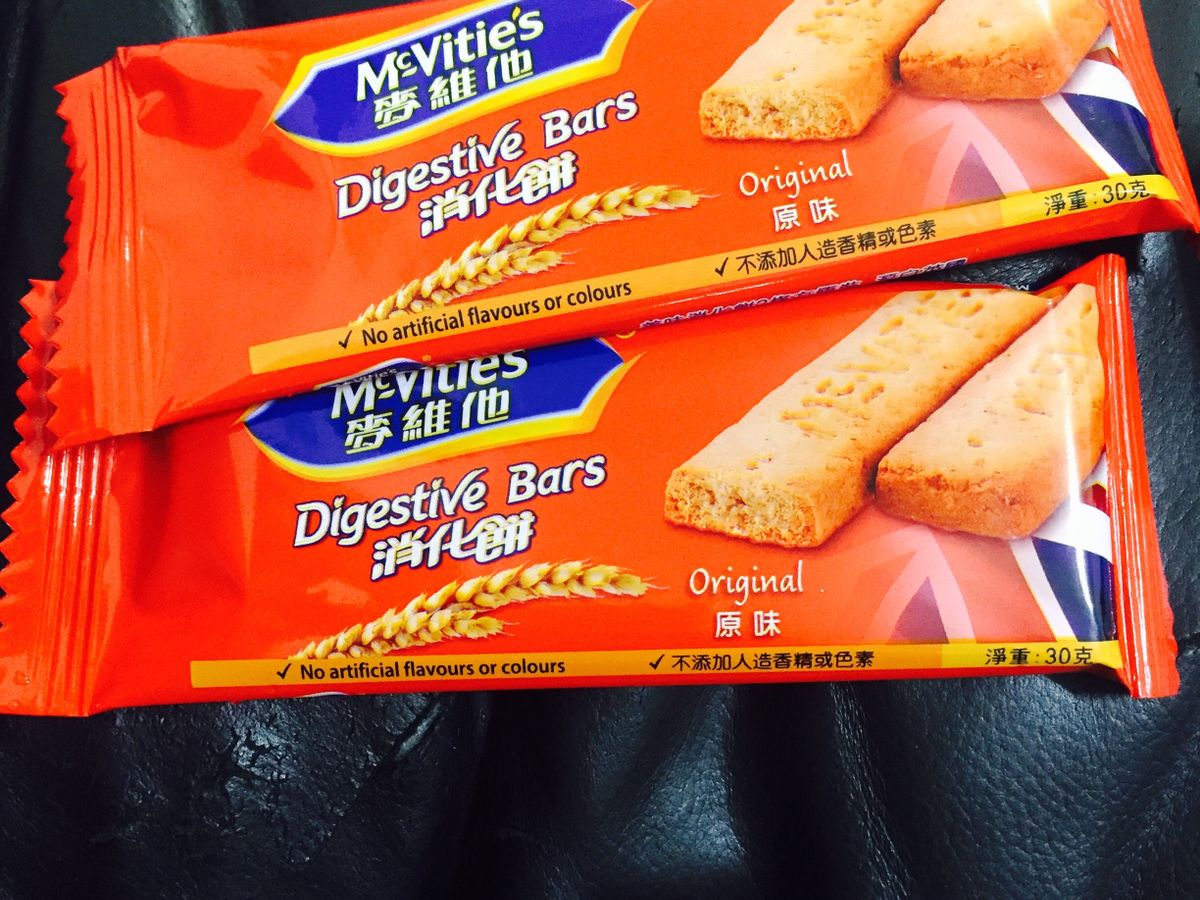 McVitie's
麥維他
Digestive Bars
消化餅
Original
原味
淨重:30克
✓ No artificial flavours or colours
✓ 不添加人造香精或色素
McVitie's
麥維他
Digestive Bars
消化餅
Original
原味
✓ No artificial flavours or colours
✓ 不添加人造香精或色素
淨重:30克